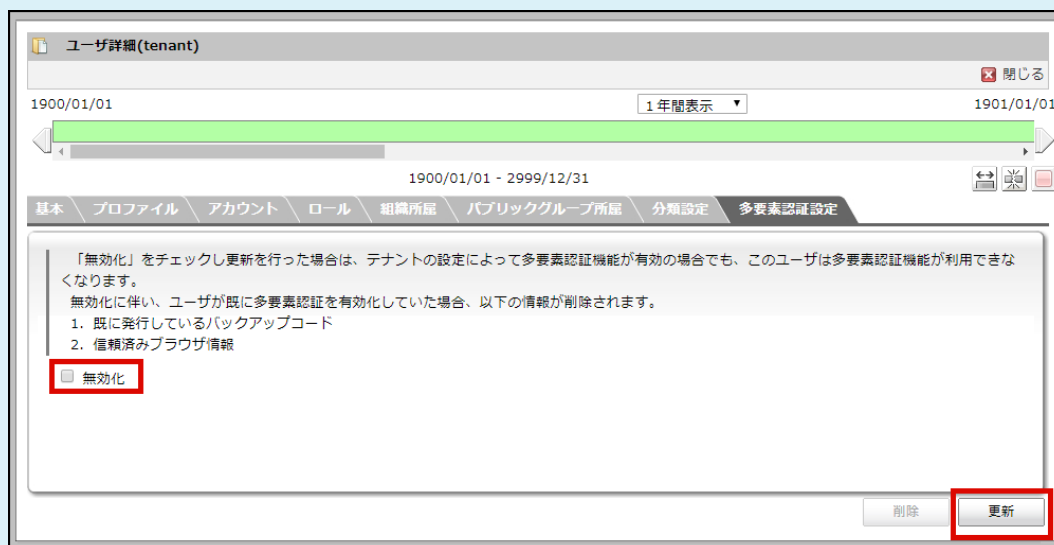 ユーザ詳細(tenant)
閉じる
1900/01/01 1年間表示 1901/01/01
1900/01/01 - 2999/12/31
基本 プロファイル アカウント ロール 組織所属 パブリックグループ所属 分類設定 多要素認証設定
「無効化」をチェックし更新を行った場合は、テナントの設定によって多要素認証機能が有効の場合でも、このユーザは多要素認証機能が利用できな
くなります。
無効化に伴い、ユーザが既に多要素認証を有効化していた場合、以下の情報が削除されます。
1. 既に発行しているバックアップコード
2. 信頼済みブラウザ情報
無効化
削除 更新